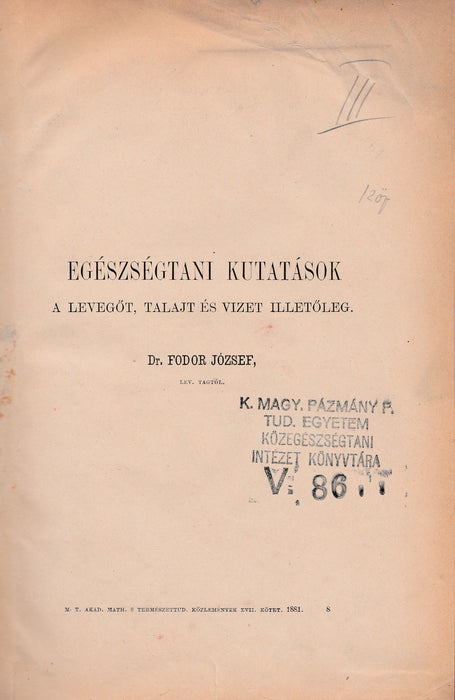 III
EGÉSZSÉGTANI KUTATÁSOK
A LEVEGŐT, TALAJT ÉS VIZET ILLETŐLEG.
Dr. FODOR JÓZSEF,
LEV. TAGTÓL.
K. MAGY. PÁZMÁNY P.
TUD. EGYETEM
KÖZEGÉSZSÉGTANI
INTÉZET KÖNYVTÁRA
V. 86
M. T. AKAD. MATH. S TERMÉSZETTUD. KÖZLEMÉNYEK XVII. KÖTET. 1881. 8